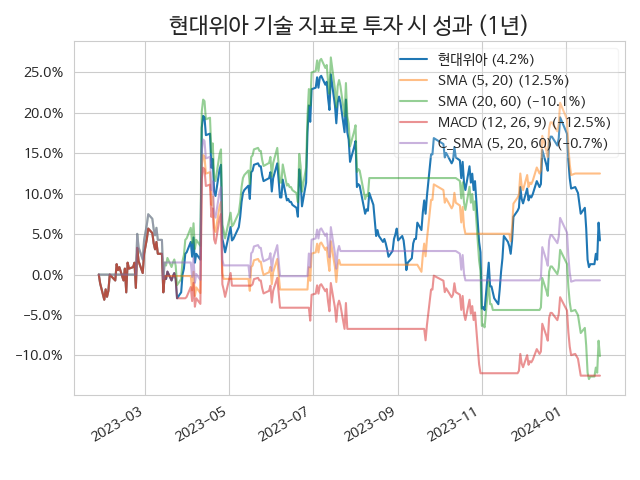 현대위아 기술 지표로 투자 시 성과 (1년)
현대위아 (4.2%)
SMA (5, 20) (12.5%)
SMA (20, 60) (−10.1%)
MACD (12, 26, 9) (−12.5%)
C_SMA (5, 20, 60) (−0.7%)
25.0%
20.0%
15.0%
10.0%
5.0%
0.0%
−5.0%
−10.0%
2023−03
2023−05
2023−07
2023−09
2023−11
2024−01